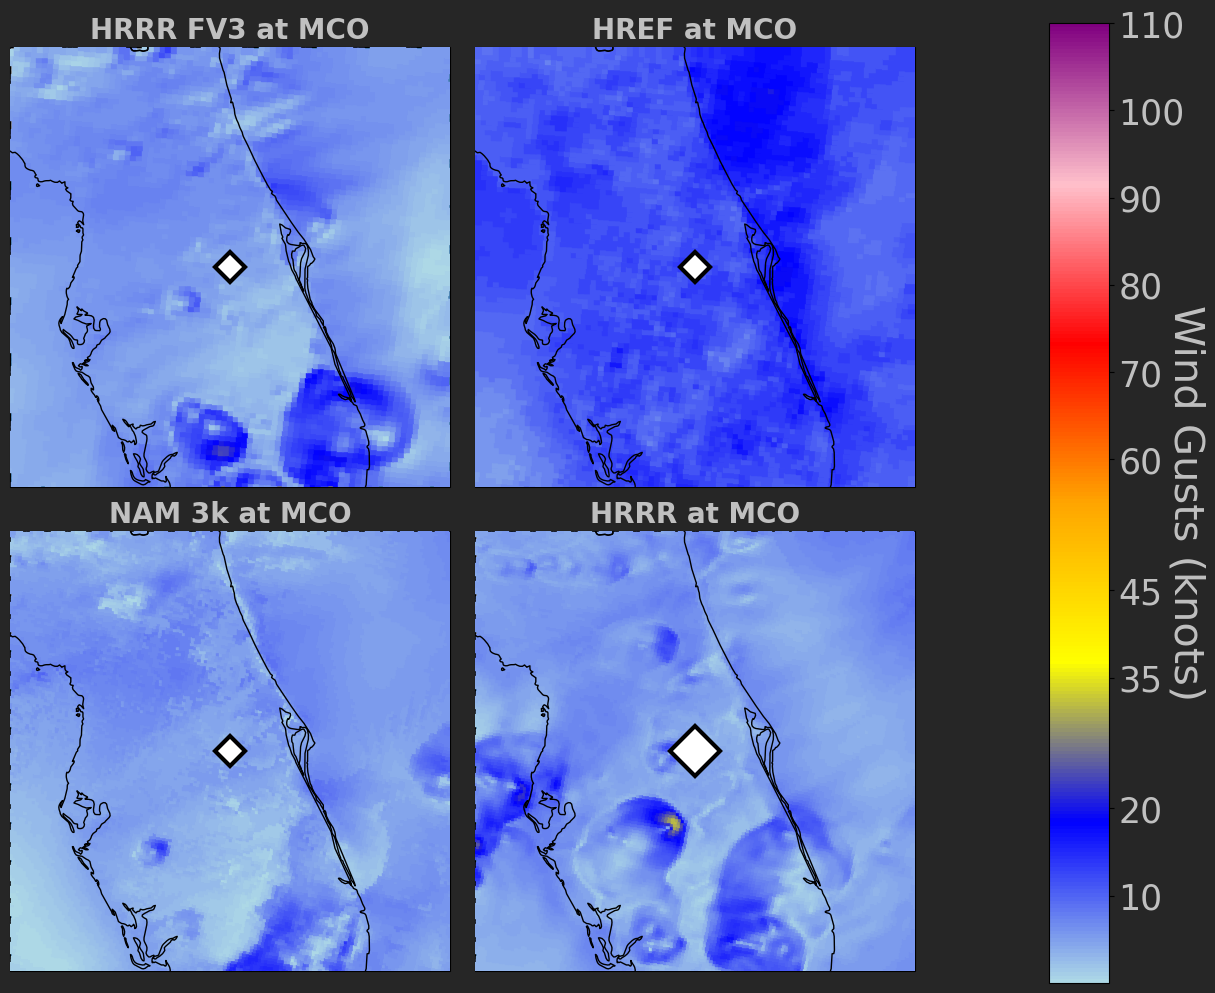 HRRR FV3 at MCO
HREF at MCO
NAM 3k at MCO
HRRR at MCO
110
100
90
80
70
60
45
35
20
10
Wind Gusts (knots)